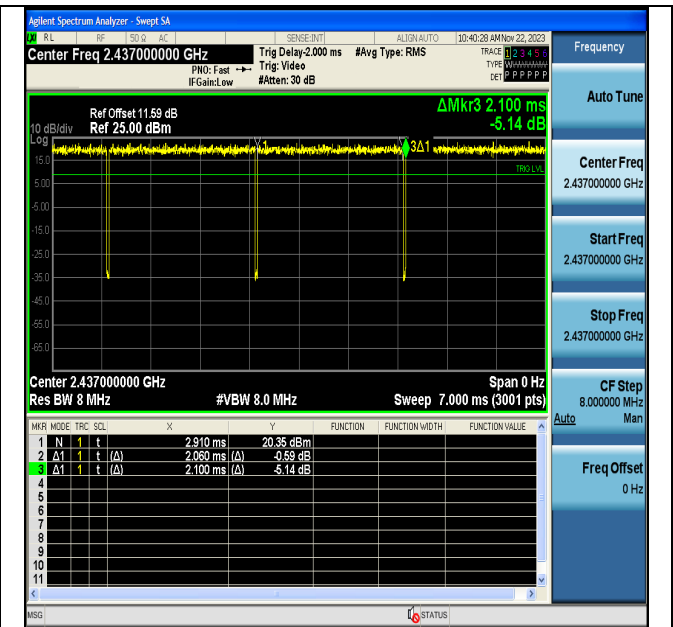 Agilent Spectrum Analyzer - Swept SA
LXI RL RF 50 Ω AC SENSE:INT ALIGN AUTO 10:40:28 AM Nov 22, 2023
Center Freq 2.437000000 GHz
PNO: Fast
IFGain:Low
Trig Delay-2.000 ms
Trig: Video
#Atten: 30 dB
#Avg Type: RMS
TRACE 1 2 3 4 5 6
TYPE WWWWWW
DET P P P P P P
ΔMkr3 2.100 ms
-5.14 dB
Ref Offset 11.59 dB
10 dB/div Ref 25.00 dBm
Log
15.0
5.00
-5.00
-15.0
-25.0
-35.0
-45.0
-55.0
-65.0
1
3Δ1
TRIG LVL
Center 2.437000000 GHz Span 0 Hz
Res BW 8 MHz #VBW 8.0 MHz Sweep 7.000 ms (3001 pts)
MKR MODE TRC SCL X Y FUNCTION FUNCTION WIDTH FUNCTION VALUE
1 N 1 t 2.910 ms 20.35 dBm
2 Δ1 1 t (Δ) 2.060 ms (Δ) -0.59 dB
3 Δ1 1 t (Δ) 2.100 ms (Δ) -5.14 dB
4
5
6
7
8
9
10
11
MSG STATUS
Frequency
Auto Tune
Center Freq
2.437000000 GHz
Start Freq
2.437000000 GHz
Stop Freq
2.437000000 GHz
CF Step
8.000000 MHz
Auto Man
Freq Offset
0 Hz